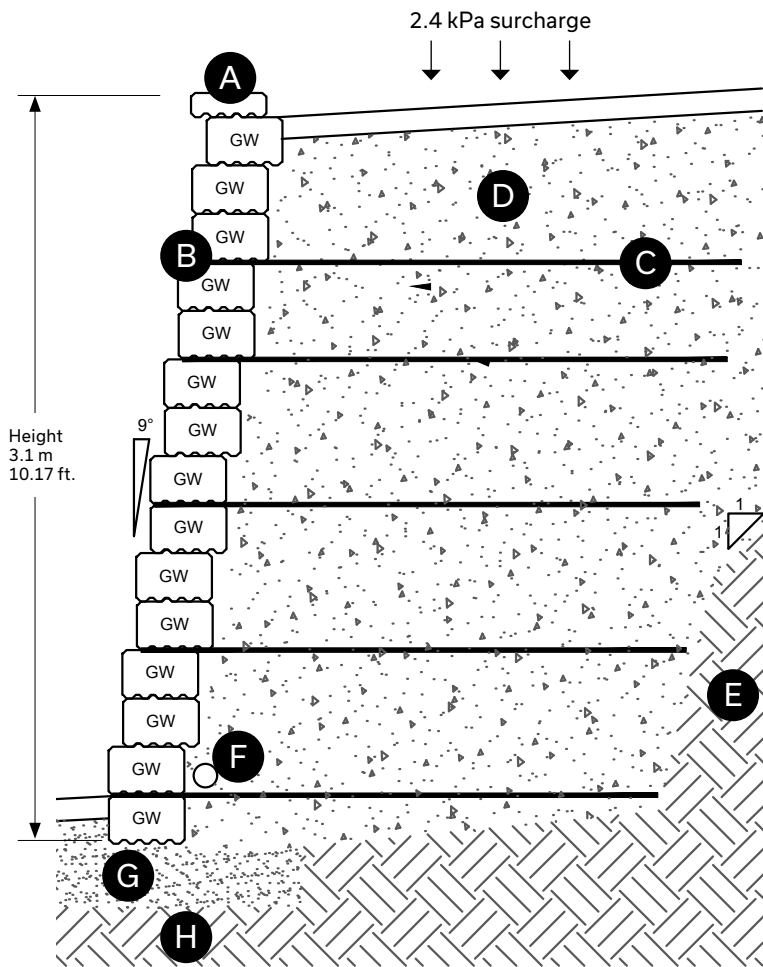 2.4 kPa surcharge
A
GW
GW
D
GW
B
C
GW
GW
GW
9°
GW
Height
3.1 m
10.17 ft.
GW
1
GW
1
GW
GW
GW
E
GW
F
GW
GW
G
H